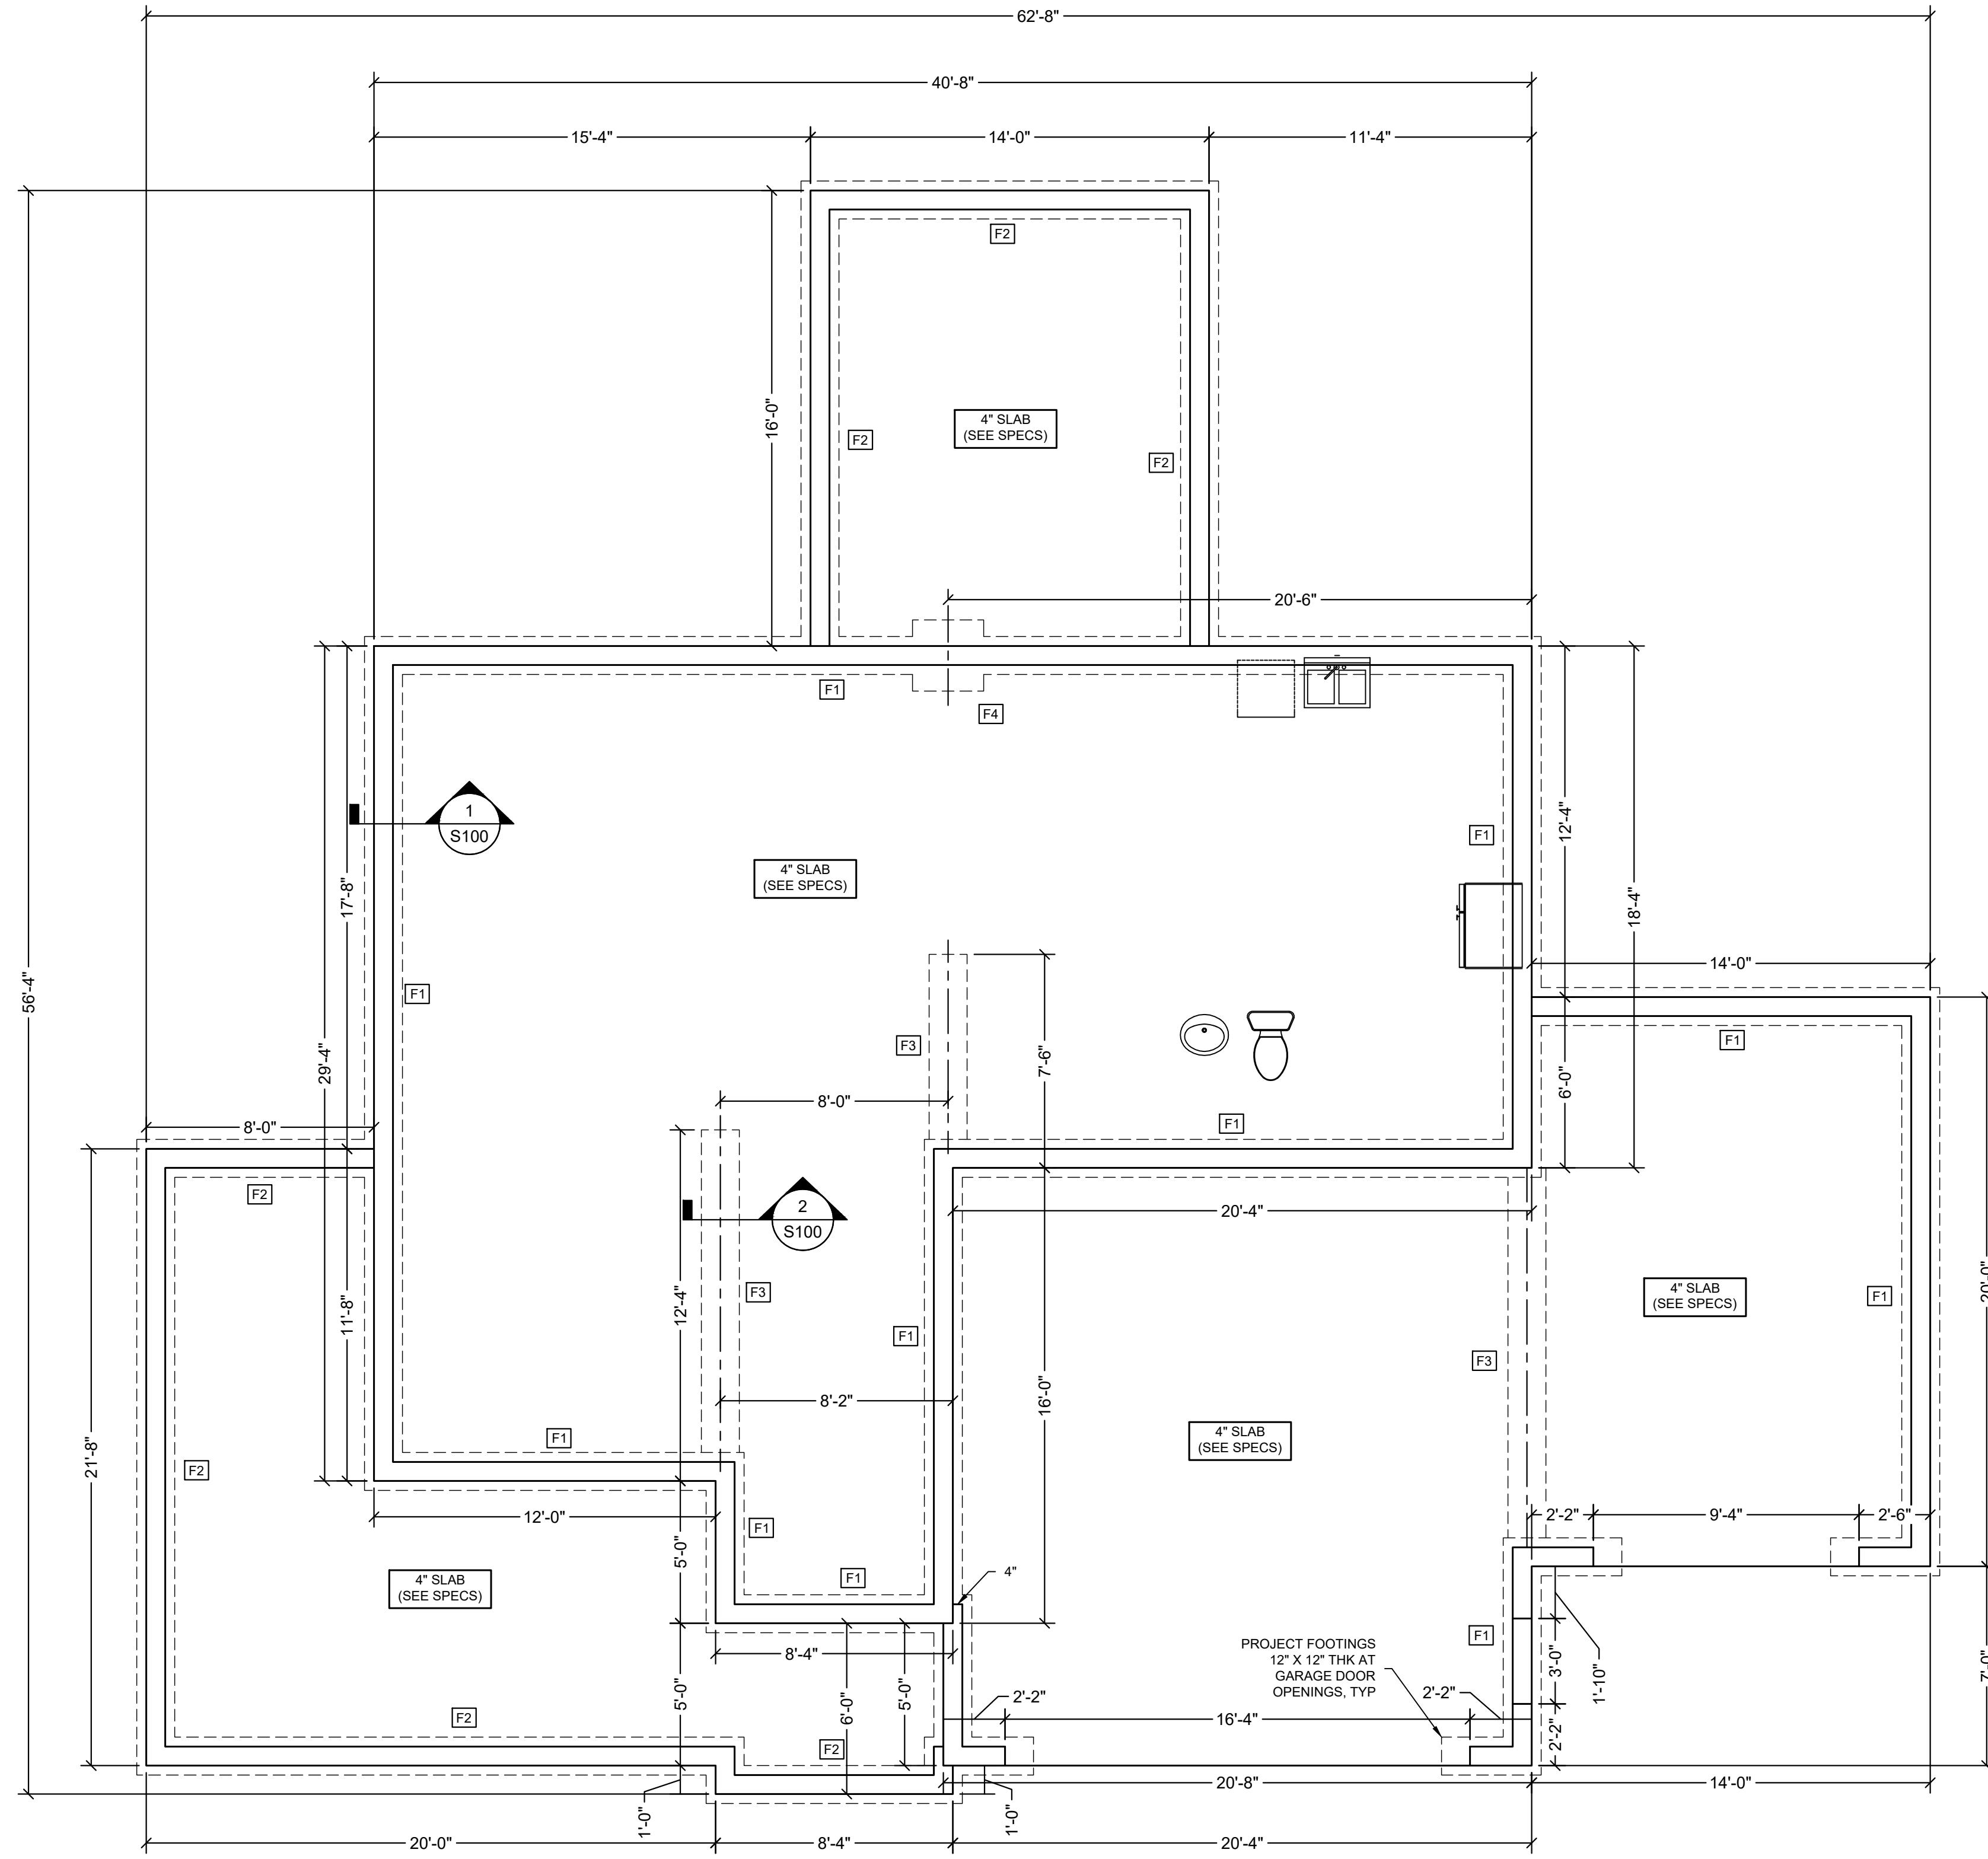 62'-8"
40'-8"
15'-4"
14'-0"
11'-4"
F2
16'-0"
4" SLAB
(SEE SPECS)
F2
F2
20'-6"
F1
F4
1
S100
12'-4"
F1
4" SLAB
(SEE SPECS)
17'-8"
18'-4"
14'-0"
56'-4"
F1
F3
F1
29'-4"
7'-6"
6'-0"
8'-0"
8'-0"
F1
F2
2
S100
20'-4"
20'-0"
F3
4" SLAB
(SEE SPECS)
F1
12'-4"
11'-8"
F1
F3
16'-0"
8'-2"
21'-8"
F1
4" SLAB
(SEE SPECS)
F2
12'-0"
2'-2"
9'-4"
2'-6"
F1
5'-0"
4" SLAB
(SEE SPECS)
F1
4"
F1
PROJECT FOOTINGS
12" X 12" THK AT
GARAGE DOOR
OPENINGS, TYP
8'-4"
3'-0"
1'-10"
7'-0"
5'-0"
6'-0"
5'-0"
2'-2"
2'-2"
F2
16'-4"
F2
2'-2"
20'-8"
14'-0"
1'-0"
1'-0"
20'-0"
8'-4"
20'-4"